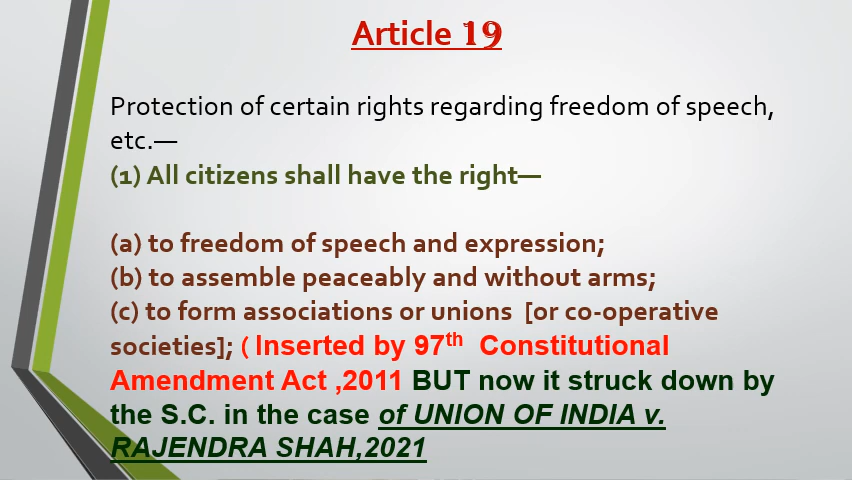 Article 19
Protection of certain rights regarding freedom of speech,
etc.—
(1) All citizens shall have the right—
(a) to freedom of speech and expression;
(b) to assemble peaceably and without arms;
(c) to form associations or unions [or co-operative
societies]; ( Inserted by 97th Constitutional
Amendment Act ,2011 BUT now it struck down by
the S.C. in the case of UNION OF INDIA v.
RAJENDRA SHAH,2021